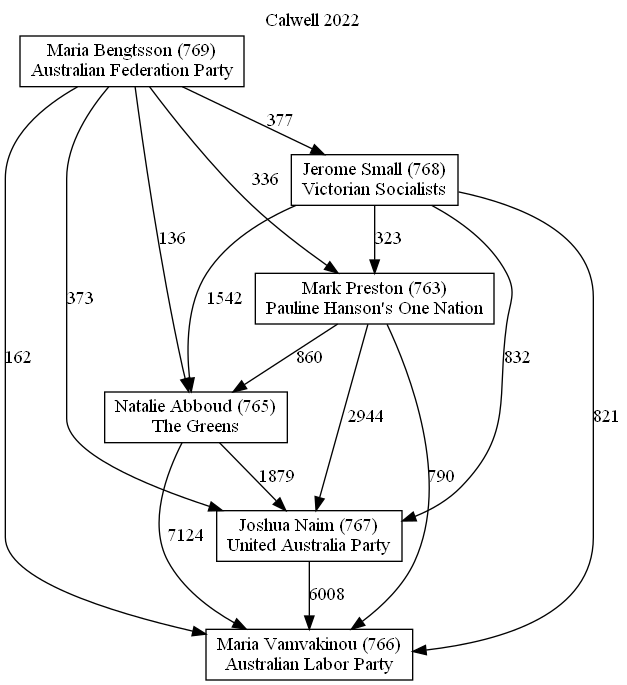 Calwell 2022
Maria Bengtsson (769)
Australian Federation Party
377
Jerome Small (768)
Victorian Socialists
336
136
323
373
1542
162
832
821
Mark Preston (763)
Pauline Hanson's One Nation
860
2944
790
Natalie Abboud (765)
The Greens
1879
7124
Joshua Naim (767)
United Australia Party
6008
Maria Vamvakinou (766)
Australian Labor Party